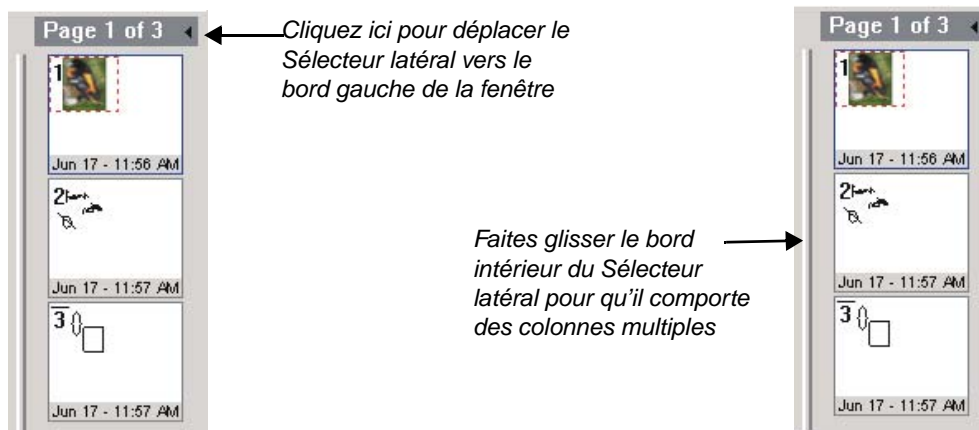 Page 1 of 3
1
Jun 17 - 11:56 AM
2
Jun 17 - 11:57 AM
3
Jun 17 - 11:57 AM
Cliquez ici pour déplacer le
Sélecteur latéral vers le
bord gauche de la fenêtre
Faites glisser le bord
intérieur du Sélecteur
latéral pour qu’il comporte
des colonnes multiples
Page 1 of 3
1
Jun 17 - 11:56 AM
2
Jun 17 - 11:57 AM
3
Jun 17 - 11:57 AM